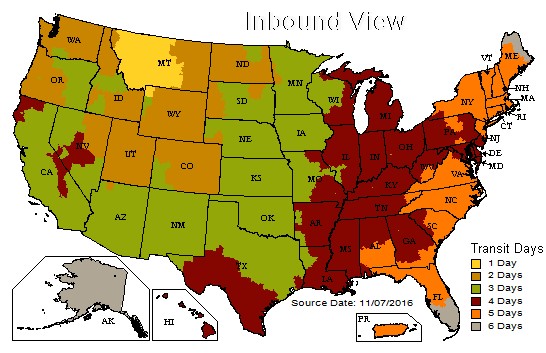 Inbound View
WA
MT
ND
MN
ME
VT
OR
ID
SD
WI
NY
NH
MA
RI
CT
WY
MI
NV
UT
CO
NE
IA
IL
IN
OH
PA
NJ
DE
MD
CA
KS
MO
KY
WV
VA
AZ
NM
OK
AR
TN
NC
SC
TX
LA
MS
AL
GA
FL
AK
HI
PR
Source Date: 11/07/2016
Transit Days
1 Day
2 Days
3 Days
4 Days
5 Days
6 Days